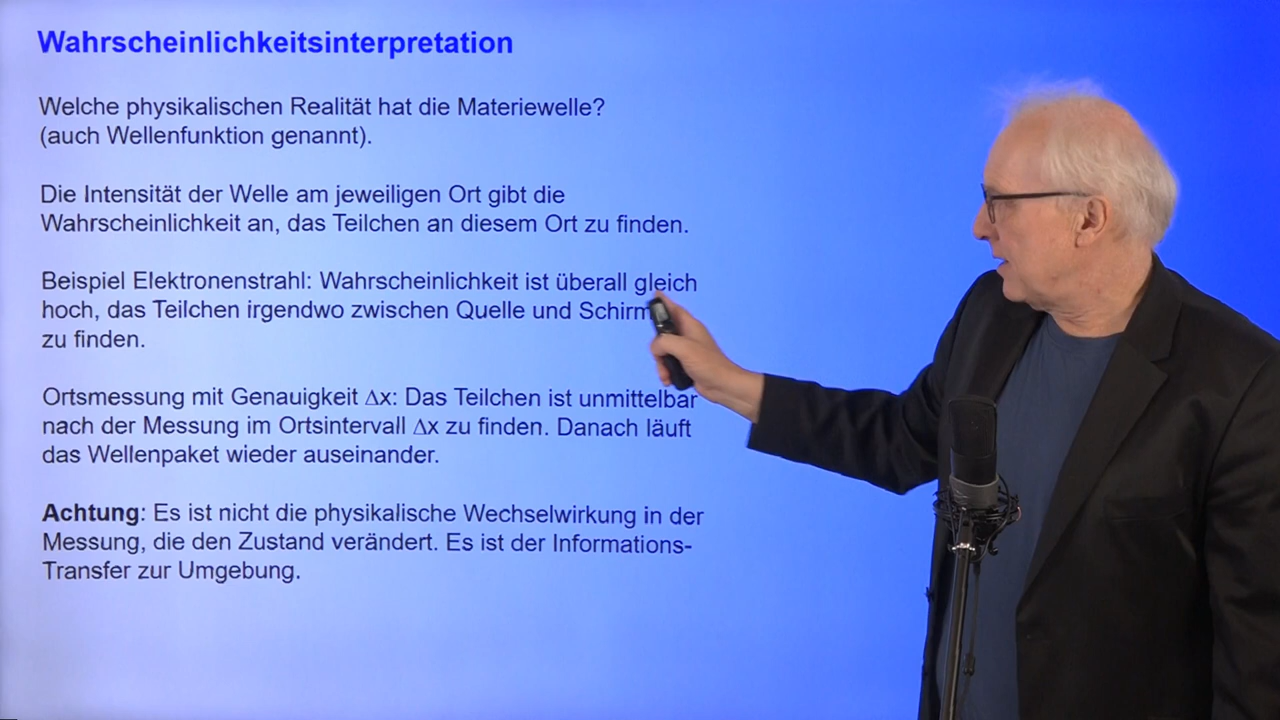 Wahrscheinlichkeitsinterpretation
Welche physikalischen Realität hat die Materiewelle?
(auch Wellenfunktion genannt).
Die Intensität der Welle am jeweiligen Ort gibt die
Wahrscheinlichkeit an, das Teilchen an diesem Ort zu finden.
Beispiel Elektronenstrahl: Wahrscheinlichkeit ist überall gleich
hoch, das Teilchen irgendwo zwischen Quelle und Schirm
zu finden.
Ortsmessung mit Genauigkeit Δx: Das Teilchen ist unmittelbar
nach der Messung im Ortsintervall Δx zu finden. Danach läuft
das Wellenpaket wieder auseinander.
Achtung: Es ist nicht die physikalische Wechselwirkung in der
Messung, die den Zustand verändert. Es ist der Informations-
Transfer zur Umgebung.